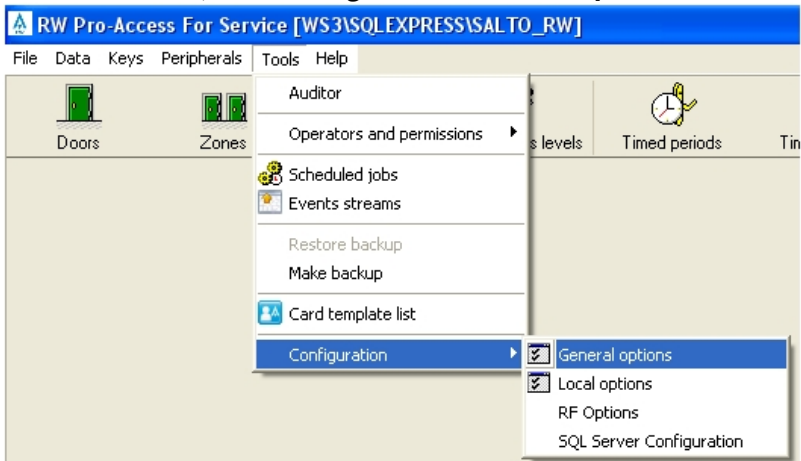 RW Pro-Access For Service [WS3\SQLEXPRESS\SALTO_RW]
File Data Keys Peripherals Tools Help
Doors
Zones
s levels
Timed periods
Tin
Auditor
Operators and permissions
Scheduled jobs
Events streams
Restore backup
Make backup
Card template list
Configuration
General options
Local options
RF Options
SQL Server Configuration